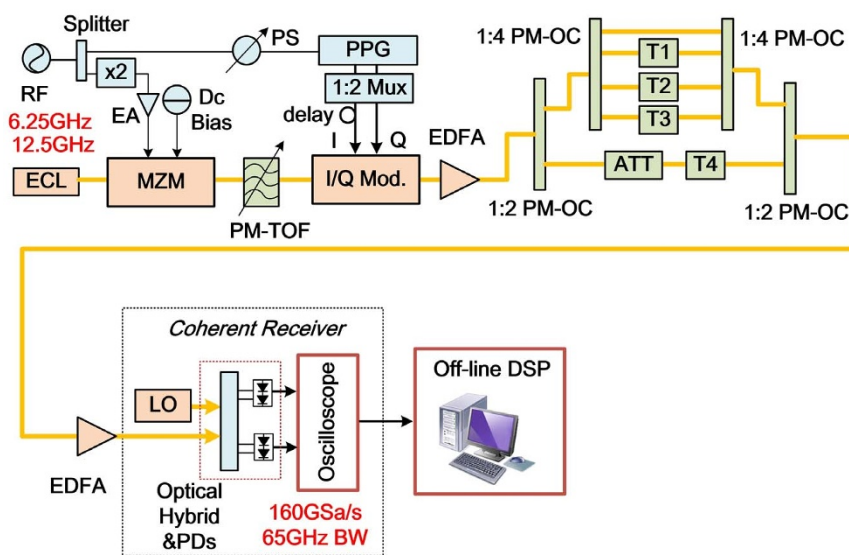 Splitter
PS
PPG
1:4 PM-OC
1:4 PM-OC
x2
1:2 Mux
T1
RF
Dc
Bias
EA
delay
T2
6.25GHz
12.5GHz
I
Q
EDFA
T3
ECL
MZM
I/Q Mod.
ATT
T4
PM-TOF
1:2 PM-OC
1:2 PM-OC
Coherent Receiver
Off-line DSP
LO
Oscilloscope
EDFA
Optical
Hybrid
&PDs
160GSa/s
65GHz BW